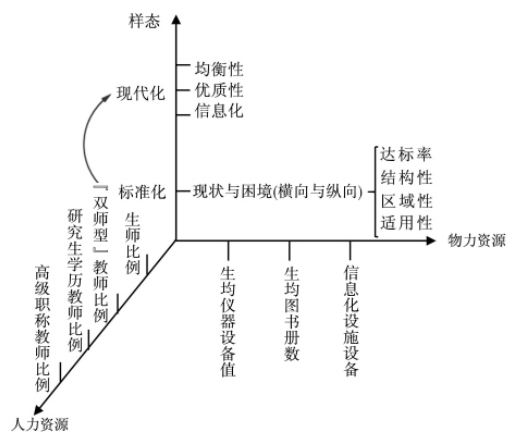 样态
均衡性
现代化
优质性
信息化
达标率
标准化
现状与困境(横向与纵向)
结构性
区域性
适用性
物力资源
生师比例
『双师型』教师比例
研究生学历教师比例
高级职称教师比例
生均仪器设备值
生均图书册数
信息化设施设备
人力资源